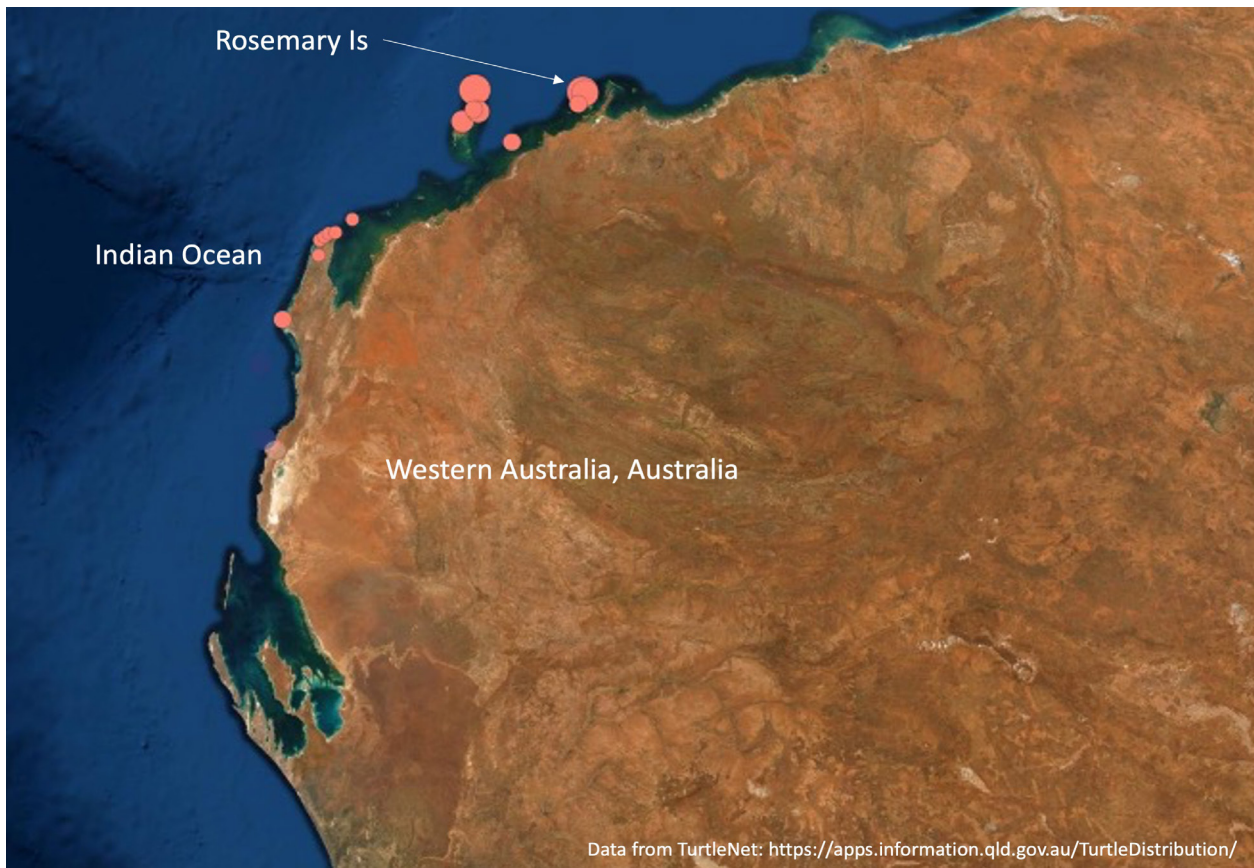 Rosemary Is
Indian Ocean
Western Australia, Australia
Data from TurtleNet: https://apps.information.qld.gov.au/TurtleDistribution/